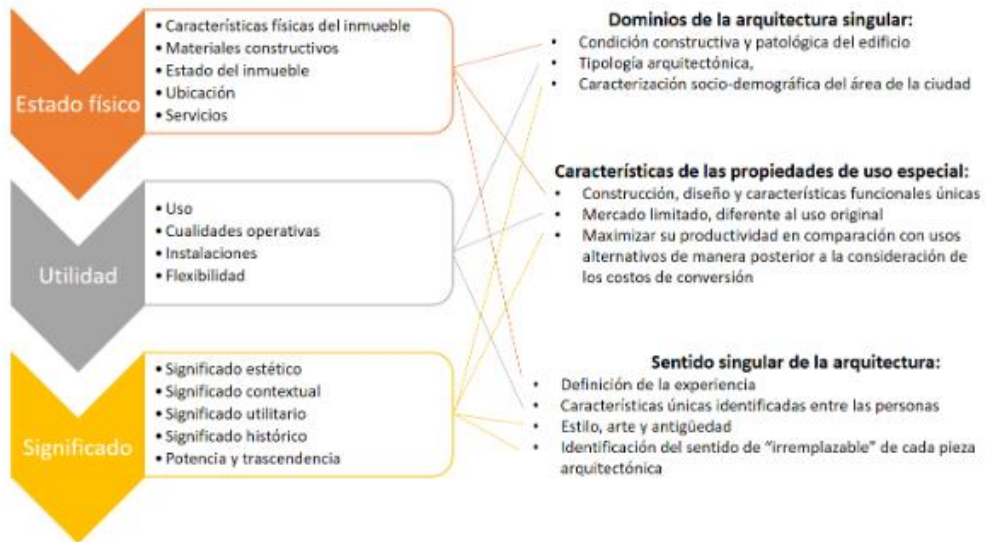 Estado físico
• Características físicas del inmueble
• Materiales constructivos
• Estado del inmueble
• Ubicación
• Servicios
Utilidad
• Uso
• Cualidades operativas
• Instalaciones
• Flexibilidad
Significado
• Significado estético
• Significado contextual
• Significado utilitario
• Significado histórico
• Potencia y trascendencia
Dominios de la arquitectura singular:
• Condición constructiva y patológica del edificio
• Tipología arquitectónica,
• Caracterización socio-demográfica del área de la ciudad
Características de las propiedades de uso especial:
• Construcción, diseño y características funcionales únicas
• Mercado limitado, diferente al uso original
• Maximizar su productividad en comparación con usos
alternativos de manera posterior a la consideración de
los costos de conversión
Sentido singular de la arquitectura:
• Definición de la experiencia
• Características únicas identificadas entre las personas
• Estilo, arte y antigüedad
• Identificación del sentido de “irremplazable” de cada pieza
arquitectónica